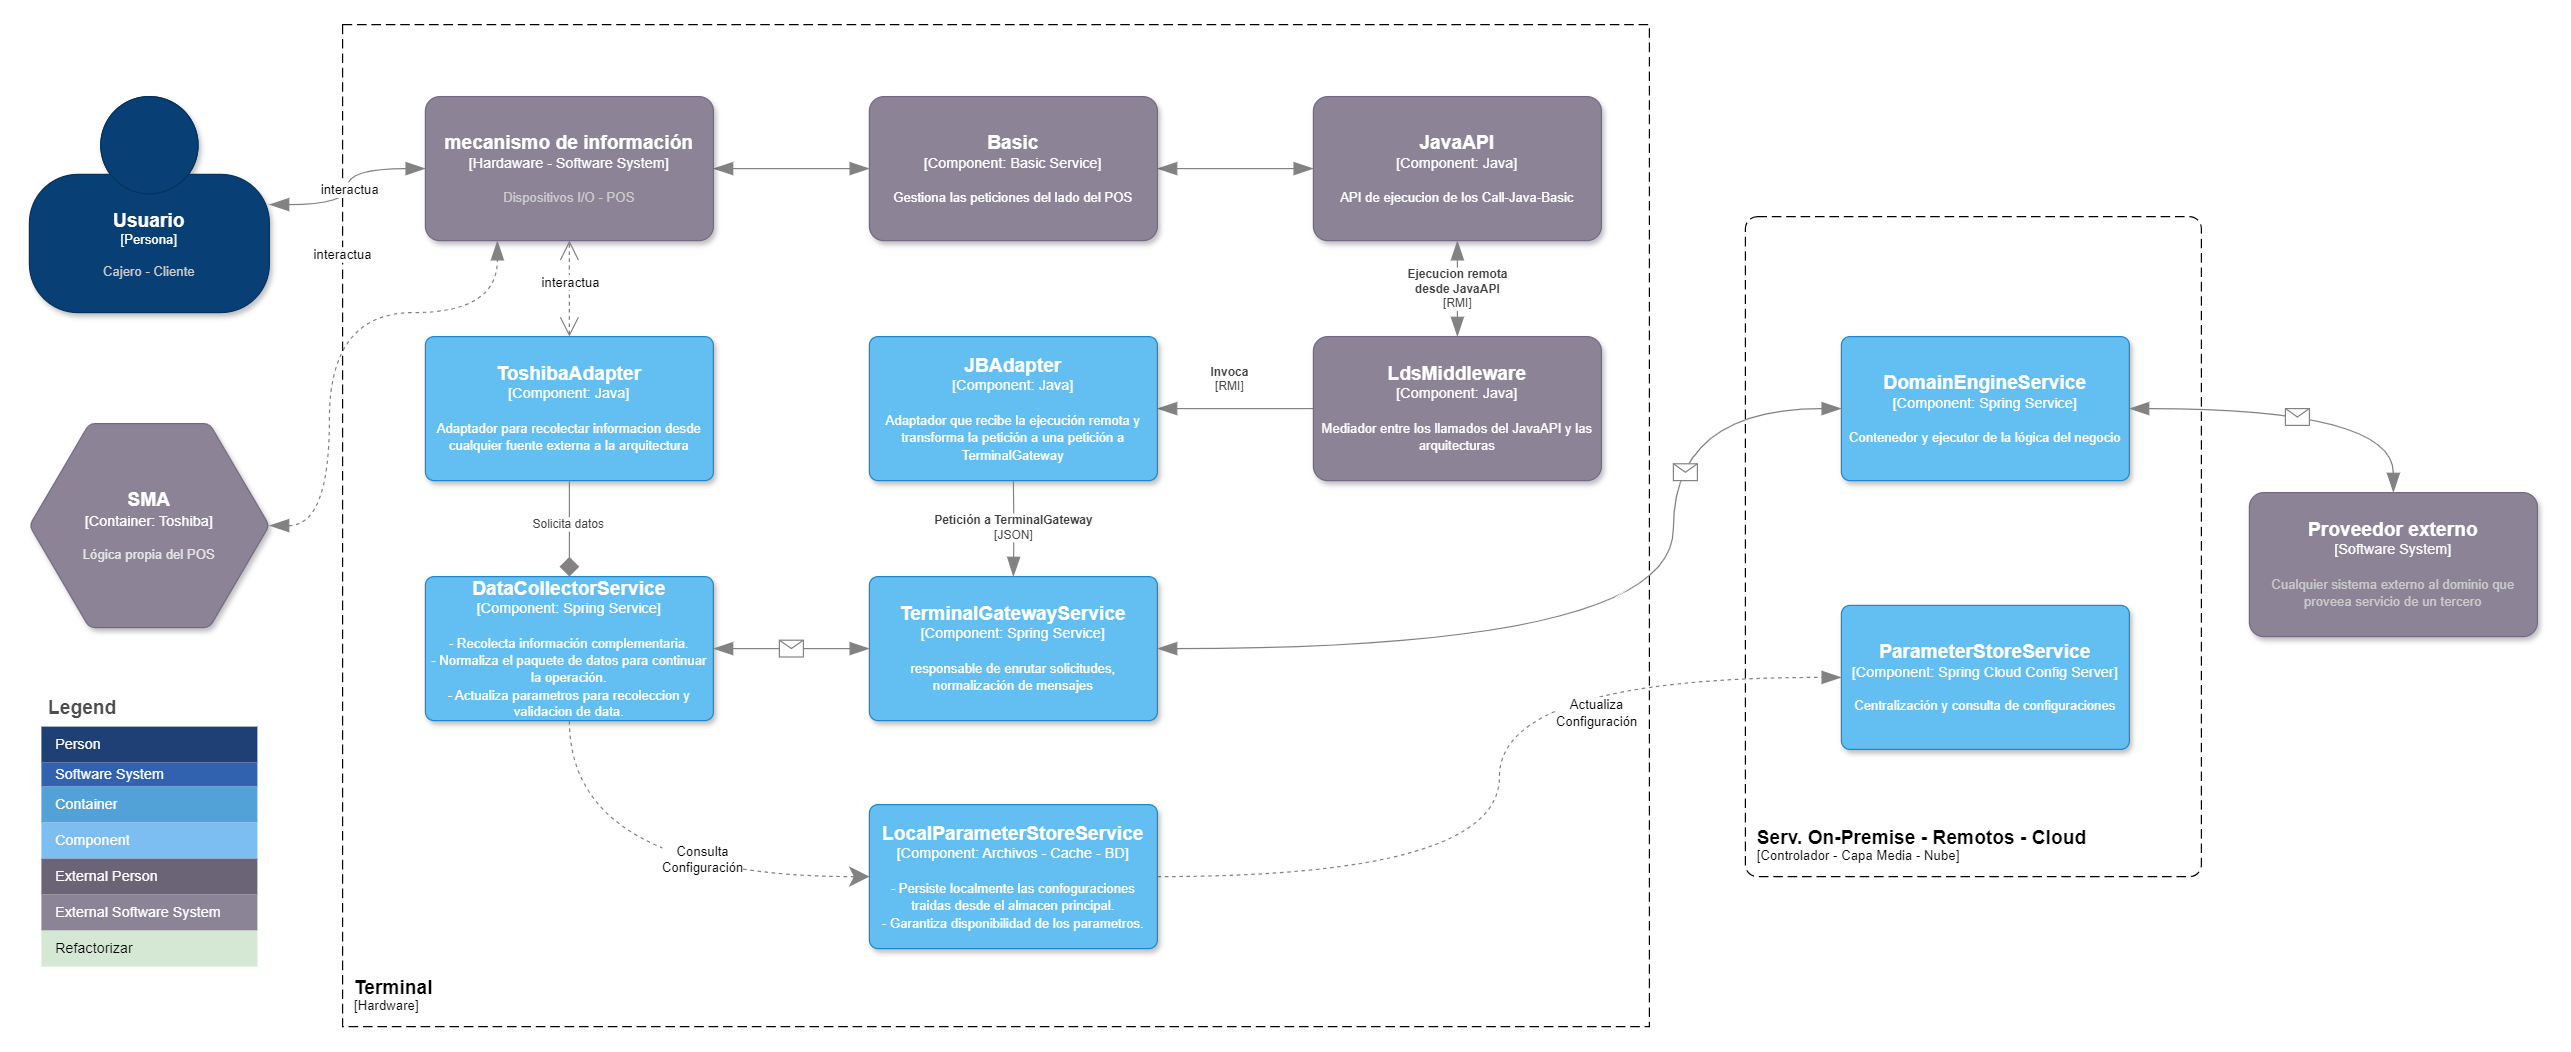 Usuario
[Persona]
Cajero - Cliente
interactua
interactua
SMA
[Container: Toshiba]
Lógica propia del POS
Legend
Person
Software System
Container
Component
External Person
External Software System
Refactorizar
mecanismo de información
[Hardaware - Software System]
Dispositivos I/O - POS
Basic
[Component: Basic Service]
Gestiona las peticiones del lado del POS
JavaAPI
[Component: Java]
API de ejecucion de los Call-Java-Basic
interactua
Ejecucion remota
desde JavaAPI
[RMI]
ToshibaAdapter
[Component: Java]
Adaptador para recolectar informacion desde
cualquier fuente externa a la arquitectura
JBAdapter
[Component: Java]
Adaptador que recibe la ejecución remota y
transforma la petición a una petición a
TerminalGateway
Invoca
[RMI]
LdsMiddleware
[Component: Java]
Mediador entre los llamados del JavaAPI y las
arquitecturas
Solicita datos
Petición a TerminalGateway
[JSON]
DataCollectorService
[Component: Spring Service]
- Recolecta información complementaria.
- Normaliza el paquete de datos para continuar
la operación.
- Actualiza parametros para recoleccion y
validacion de data.
TerminalGatewayService
[Component: Spring Service]
responsable de enrutar solicitudes,
normalización de mensajes
Consulta
Configuración
LocalParameterStoreService
[Component: Archivos - Cache - BD]
- Persiste localmente las confoguraciones
traidas desde el almacen principal.
- Garantiza disponibilidad de los parametros.
Actualiza
Configuración
Terminal
[Hardware]
DomainEngineService
[Component: Spring Service]
Contenedor y ejecutor de la lógica del negocio
ParameterStoreService
[Component: Spring Cloud Config Server]
Centralización y consulta de configuraciones
Serv. On-Premise - Remotos - Cloud
[Controlador - Capa Media - Nube]
Proveedor externo
[Software System]
Cualquier sistema externo al dominio que
proveea servicio de un tercero